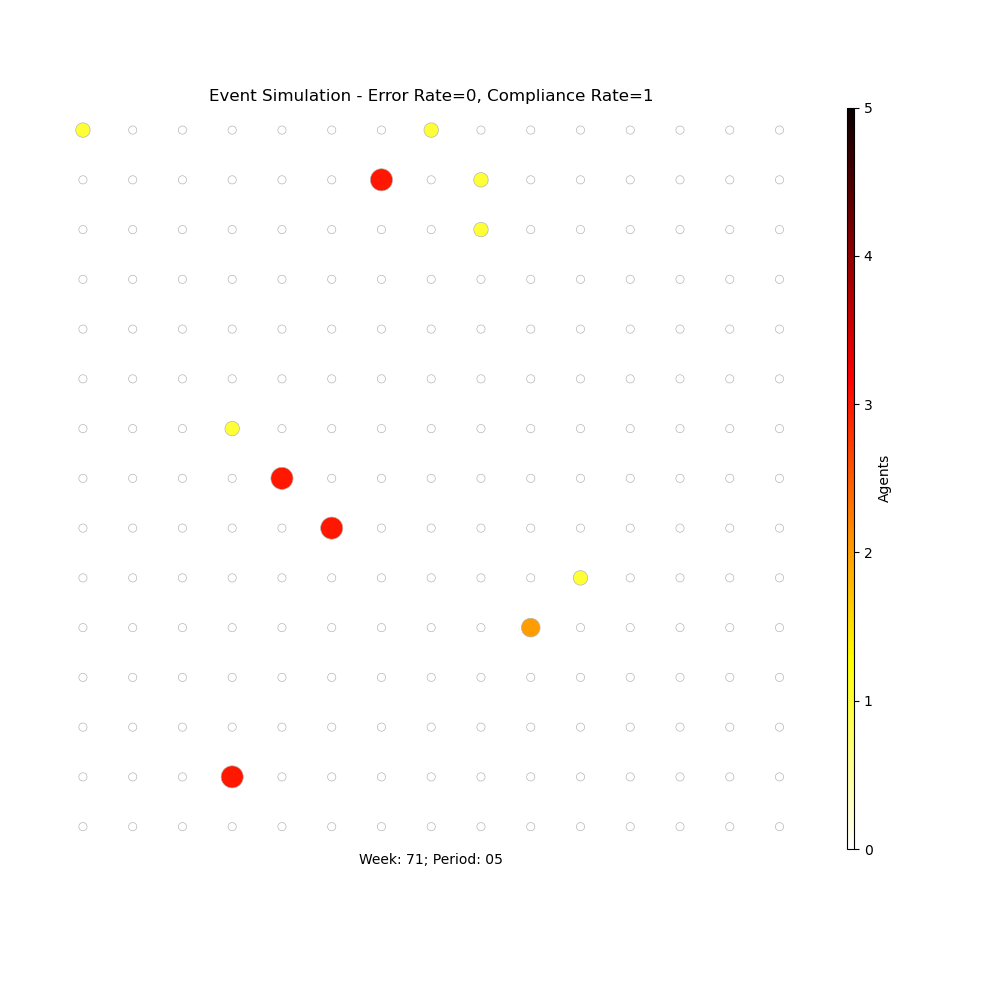 Event Simulation - Error Rate=0, Compliance Rate=1
5
4
3
2
1
0
Agents
Week: 71; Period: 05